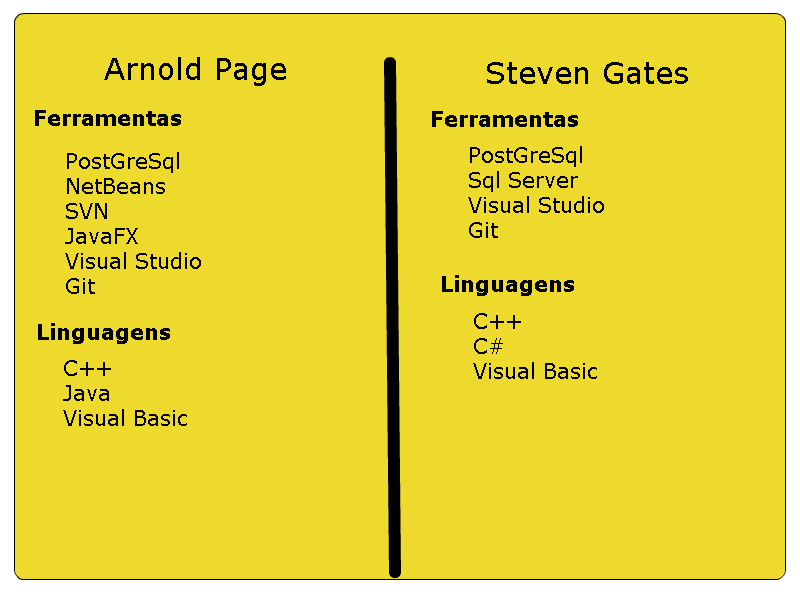 Arnold Page
Ferramentas
PostGreSql
NetBeans
SVN
JavaFX
Visual Studio
Git
Linguagens
C++
Java
Visual Basic
Steven Gates
Ferramentas
PostGreSql
Sql Server
Visual Studio
Git
Linguagens
C++
C#
Visual Basic